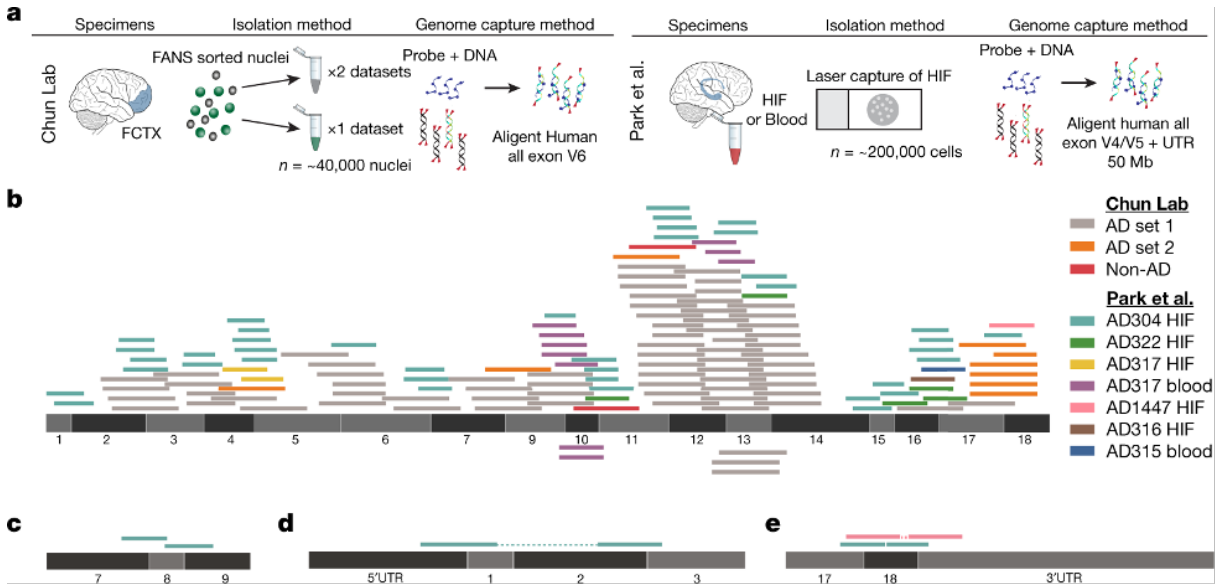 a
Specimens Isolation method Genome capture method
Chun Lab
FCTX
FANS sorted nuclei
×2 datasets
×1 dataset
n = ~40,000 nuclei
Probe + DNA
Aligent Human
all exon V6
Specimens Isolation method Genome capture method
Park et al.
HIF
or Blood
Laser capture of HIF
n = ~200,000 cells
Probe + DNA
Aligent human all
exon V4/V5 + UTR
50 Mb
b
1 2 3 4 5 6 7 9 10 11 12 13 14 15 16 17 18
Chun Lab
AD set 1
AD set 2
Non-AD
Park et al.
AD304 HIF
AD322 HIF
AD317 HIF
AD317 blood
AD1447 HIF
AD316 HIF
AD315 blood
c
7 8 9
d
5′UTR 1 2 3
e
17 18 3′UTR